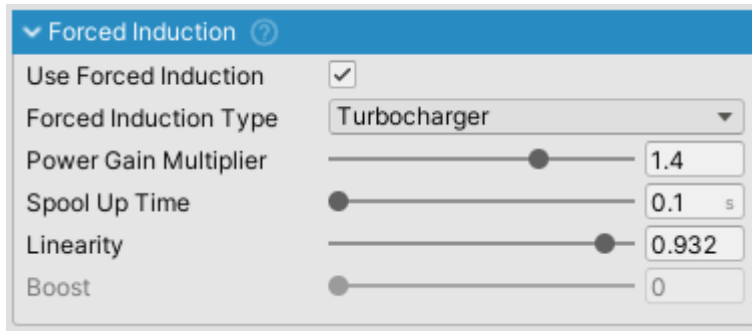 Forced Induction ?
Use Forced Induction
Forced Induction Type Turbocharger
Power Gain Multiplier 1.4
Spool Up Time 0.1 s
Linearity 0.932
Boost 0